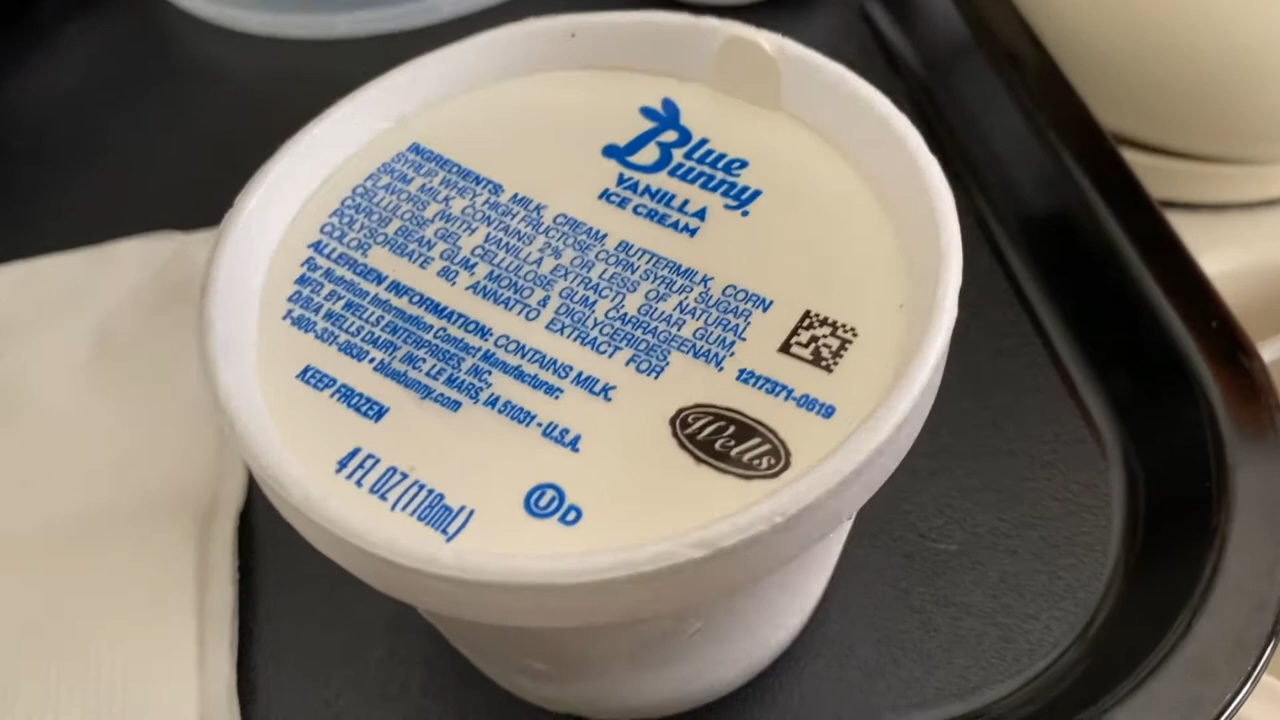 Blue
Bunny.
VANILLA
ICE CREAM
INGREDIENTS: MILK, CREAM, BUTTERMILK, CORN
SYRUP, WHEY, HIGH FRUCTOSE CORN SYRUP, SUGAR,
SKIM MILK, CONTAINS 2% OR LESS OF NATURAL
FLAVORS (WITH VANILLA EXTRACT), GUAR GUM,
CELLULOSE GEL, CELLULOSE GUM, CARRAGEENAN,
CAROB BEAN GUM, MONO & DIGLYCERIDES,
POLYSORBATE 80, ANNATTO EXTRACT FOR
COLOR.
ALLERGEN INFORMATION: CONTAINS MILK.
For Nutrition Information Contact Manufacturer:
MFD. BY WELLS ENTERPRISES, INC.,
D/B/A WELLS DAIRY, INC. LE MARS, IA 51031 - U.S.A.
1-800-331-0830 • bluebunny.com
1217371-0619
KEEP FROZEN
Wells
4 FL OZ (118mL)
U D